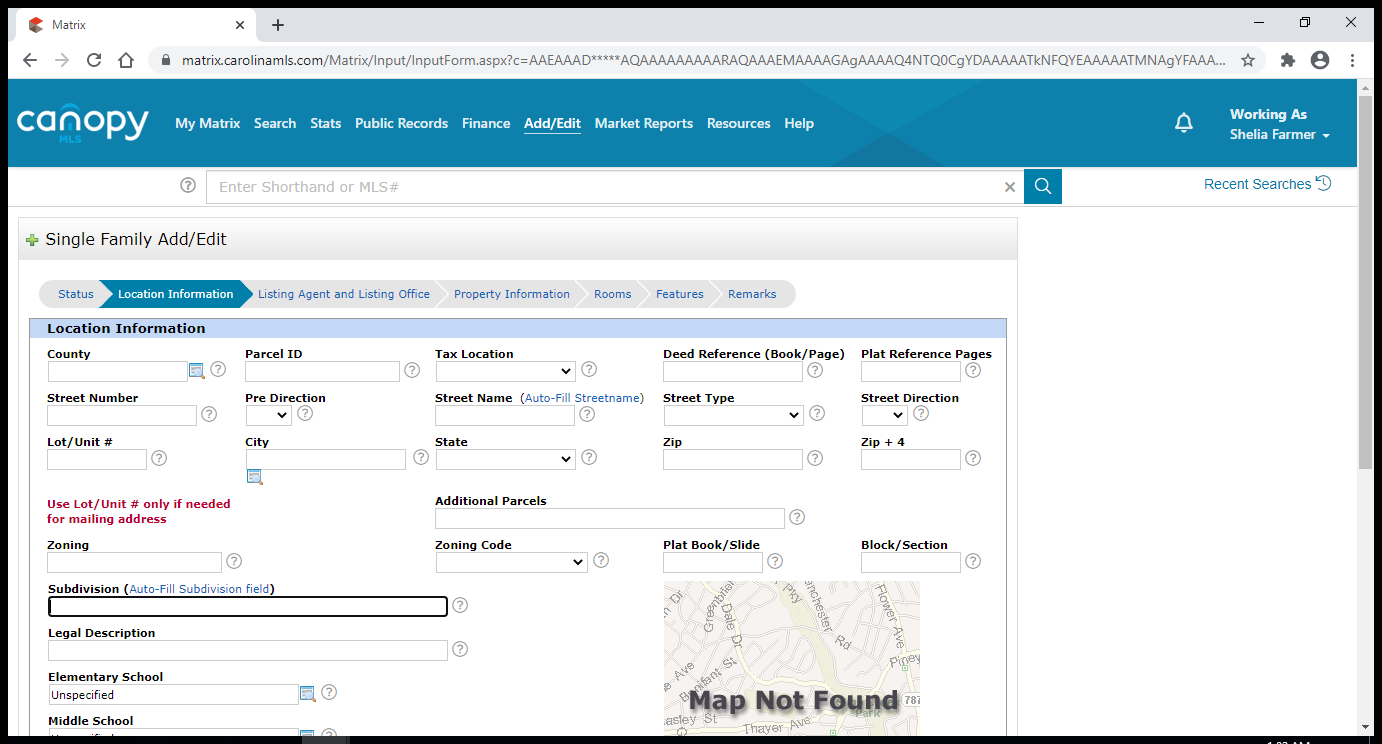 Matrix
matrix.carolinamls.com/Matrix/Input/InputForm.aspx?c=AAEAAAD*****AQAAAAAAAAARAQAAAEMAAAAGAgAAAAQ4NTQ0CgYDAAAAATkNFQYEAAAAATMNAgYFAAA...
canopy
MLS
My Matrix Search Stats Public Records Finance Add/Edit Market Reports Resources Help
Working As
Shelia Farmer
Enter Shorthand or MLS#
Recent Searches
Single Family Add/Edit
Status Location Information Listing Agent and Listing Office Property Information Rooms Features Remarks
Location Information
County Parcel ID Tax Location Deed Reference (Book/Page) Plat Reference Pages
Street Number Pre Direction Street Name (Auto-Fill Streetname) Street Type Street Direction
Lot/Unit # City State Zip Zip + 4
Use Lot/Unit # only if needed
for mailing address
Additional Parcels
Zoning Zoning Code Plat Book/Slide Block/Section
Subdivision (Auto-Fill Subdivision field)
Legal Description
Elementary School
Unspecified
Middle School
Map Not Found
Dale Dr
Pky
Rd
Flower Ave
Piney
Park
787
Thayer Ave